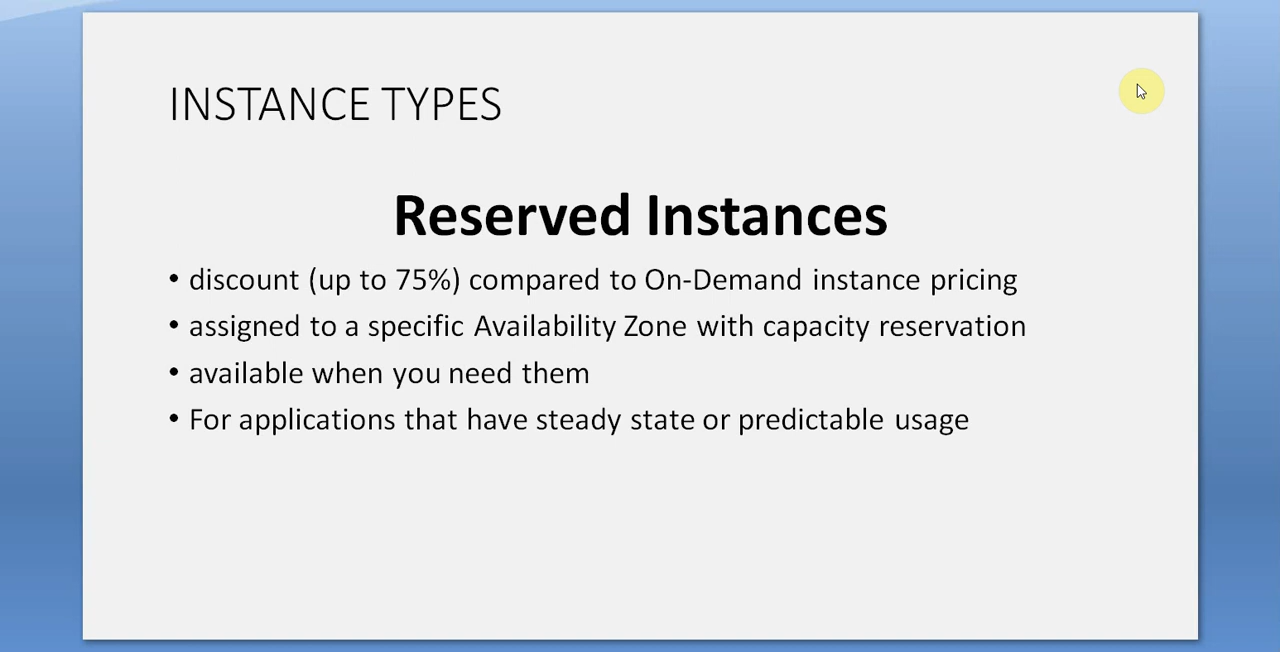 INSTANCE TYPES
Reserved Instances
• discount (up to 75%) compared to On-Demand instance pricing
• assigned to a specific Availability Zone with capacity reservation
• available when you need them
• For applications that have steady state or predictable usage